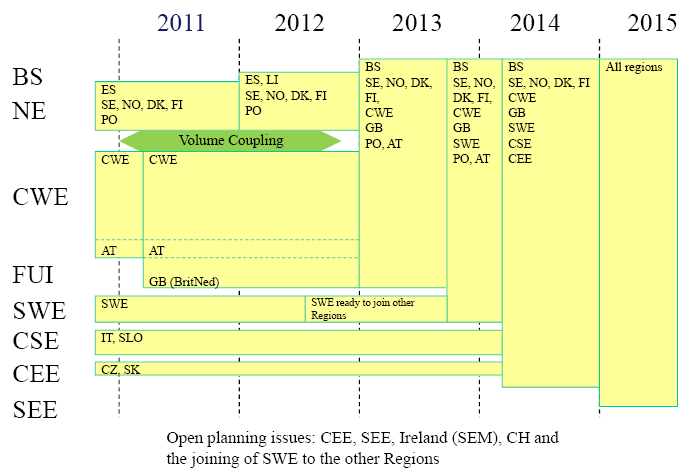 2011
2012
2013
2014
2015
BS
NE
CWE
FUI
SWE
CSE
CEE
SEE
ES
SE, NO, DK, FI
PO
ES, LI
SE, NO, DK, FI
PO
Volume Coupling
CWE
AT
CWE
AT
GB (BritNed)
SWE
SWE ready to join other
Regions
IT, SLO
CZ, SK
BS
SE, NO, DK,
FI,
CWE
GB
PO, AT
BS
SE, NO,
DK, FI,
CWE
GB
SWE
PO, AT
BS
SE, NO, DK, FI
CWE
GB
SWE
CSE
CEE
All regions
Open planning issues: CEE, SEE, Ireland (SEM), CH and
the joining of SWE to the other Regions